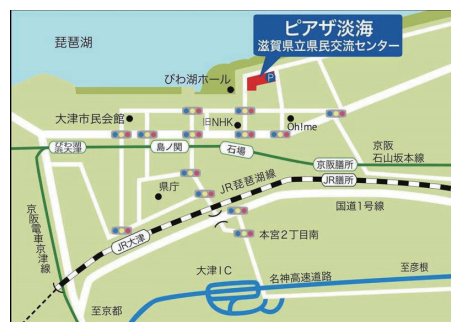 ピアザ淡海
滋賀県立県民交流センター
琵琶湖
びわ湖ホール
P
大津市民会館
旧NHK
Oh!me
びわ湖
浜大津
島ノ関
石場
京阪
石山坂本線
京阪膳所
JR膳所
県庁
JR琵琶湖線
国道1号線
京阪電車京津線
JR大津
本宮2丁目南
大津IC
名神高速道路
至彦根
至京都